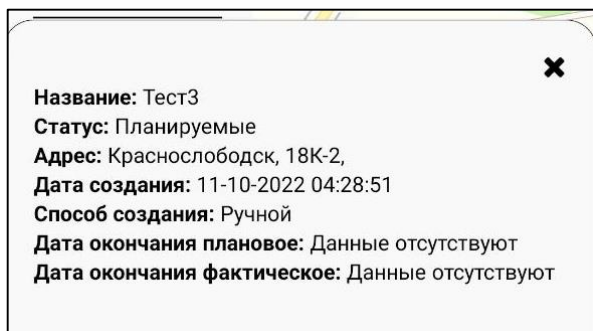 Название: Тест3
Статус: Планируемые
Адрес: Краснослободск, 18К-2,
Дата создания: 11-10-2022 04:28:51
Способ создания: Ручной
Дата окончания плановое: Данные отсутствуют
Дата окончания фактическое: Данные отсутствуют